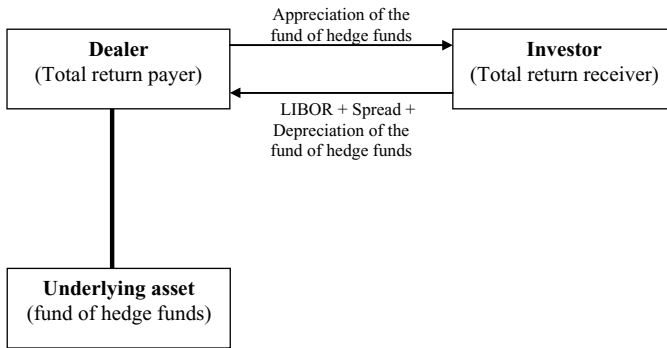 Appreciation of the
fund of hedge funds
Dealer
(Total return payer)
Investor
(Total return receiver)
LIBOR + Spread +
Depreciation of the
fund of hedge funds
Underlying asset
(fund of hedge funds)